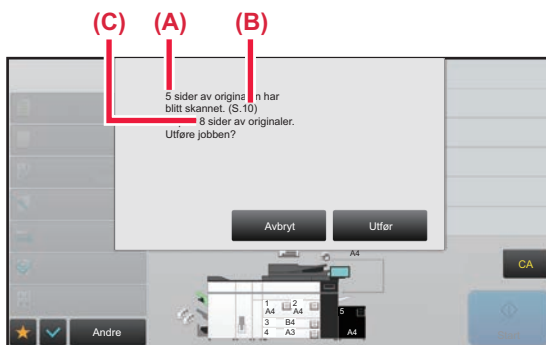 (C) (A) (B)
5 sider av originalen har
blitt skannet. (S.10)
8 sider av originaler.
Utføre jobben?
Avbryt Utfør
A4
CA
1 A4 2 A4
3 B4
4 A3
5 A4
Andre